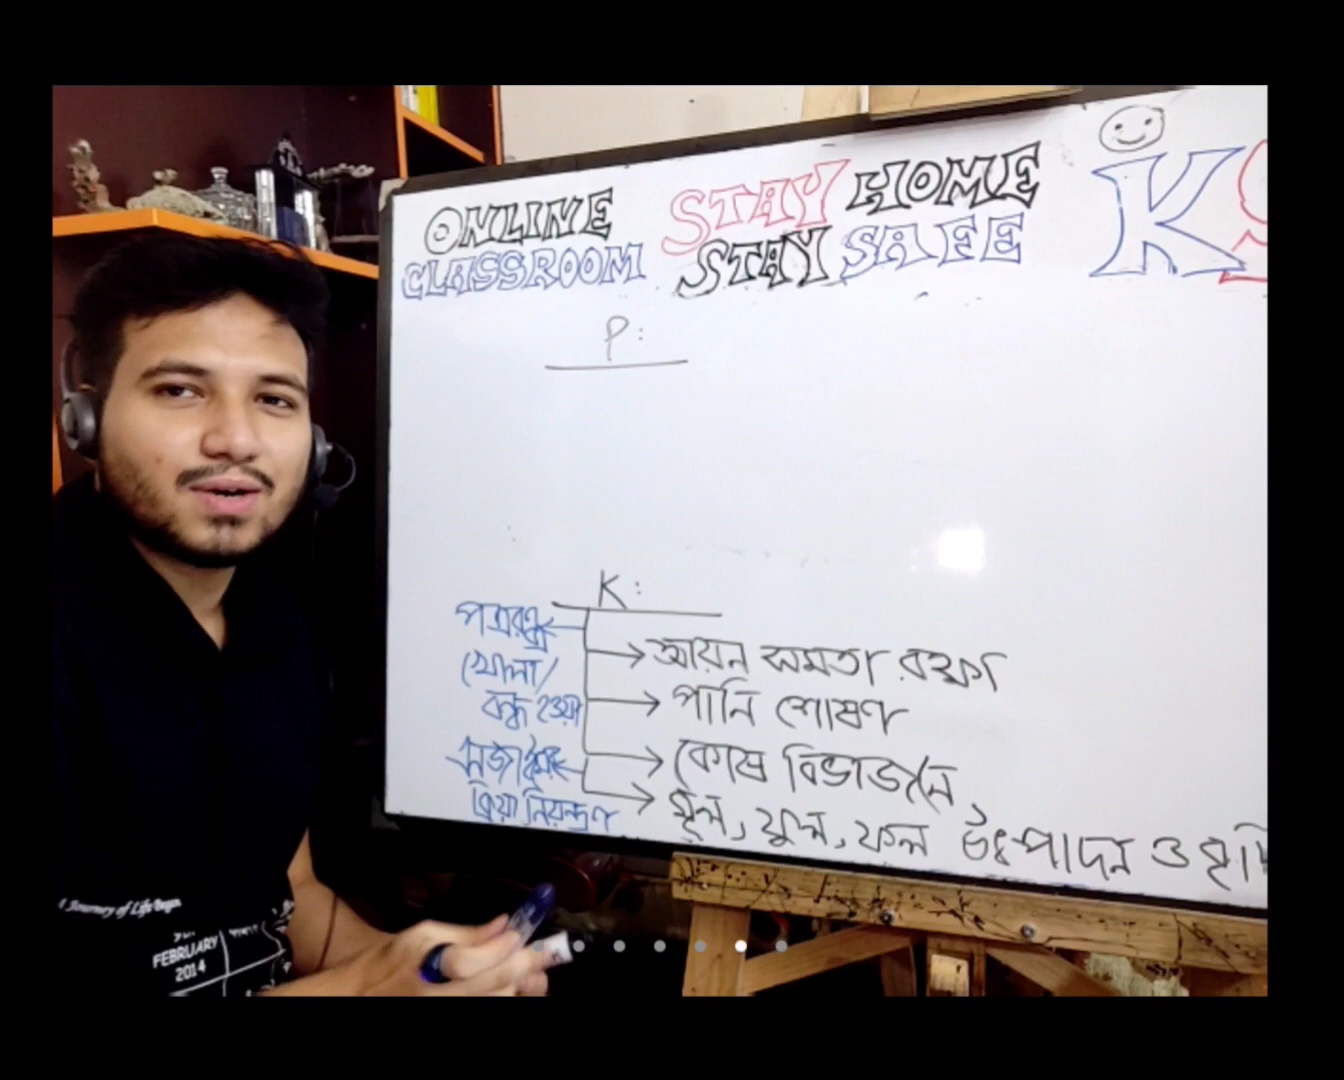 ONLINE
CLASSROOM
STAY HOME
STAY SAFE
K
P:
K:
পত্ররন্ধ্র
খোলা/
বন্ধ হওয়া
আয়ন সমতা রক্ষা
পানি শোষণ
কোষ বিভাজনে,
মূল, ফুল, ফল উৎপাদন ও বৃদ্ধি
ক্রিয়া নিয়ন্ত্রণ
Journey of Life Began
FEBRUARY
2014